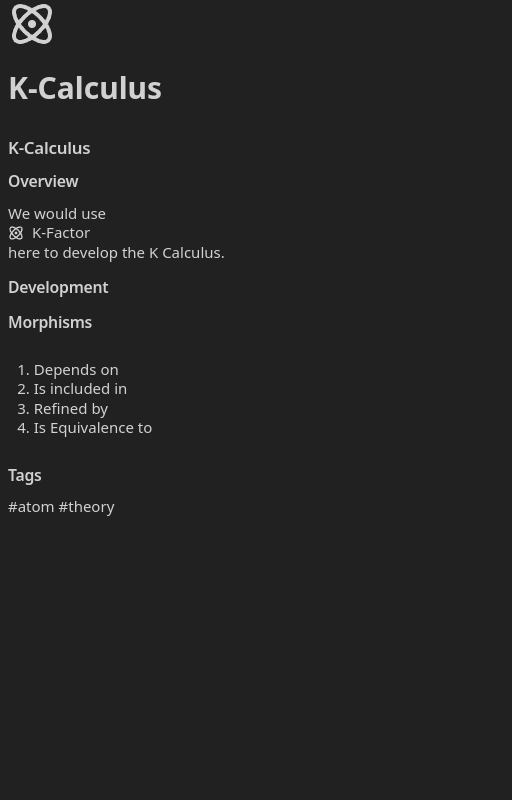 K-Calculus
K-Calculus
Overview
We would use
K-Factor
here to develop the K Calculus.
Development
Morphisms
1. Depends on
2. Is included in
3. Refined by
4. Is Equivalence to
Tags
#atom #theory